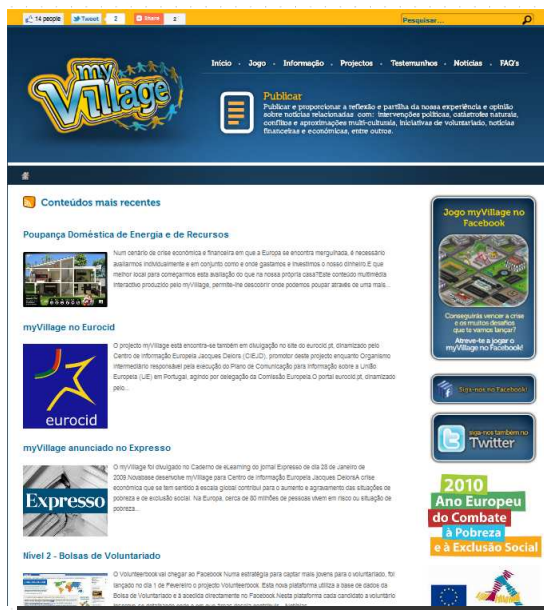 14 people Tweet 2 Share 2
Pesquisar...
my Village
Início Jogo Informação Projectos Testemunhos Notícias FAQ's
Publicar
Publicar e proporcionar a reflexão e partilha da nossa experiência e opinião
sobre notícias relacionadas com: intervenções políticas, catástrofes naturais,
conflitos e aproximações multi-culturais, iniciativas de voluntariado, notícias
financeiras e económicas, entre outros.
Conteúdos mais recentes
Poupança Doméstica de Energia e de Recursos
Num cenário de crise económica e financeira em que a Europa se encontra mergulhada, é necessário
avaliarmos individualmente e em conjunto como e onde gastamos e investimos o nosso dinheiro.E que
melhor local para começarmos esta avaliação do que na nossa própria casa?Este conteúdo multimédia
interactivo produzido pelo myVillage, permite-lhe descobrir onde podemos poupar através de uma mais...
myVillage no Eurocid
O projecto myVillage está encontra-se também em divulgação no site do eurocid.pt, dinamizado pelo
Centro de Informação Europeia Jacques Delors (CIEJD), promotor deste projecto enquanto Organismo
Intermediário responsável pela execução do Plano de Comunicação para Informação sobre a União
Europeia (UE) em Portugal, agindo por delegação da Comissão Europeia.O portal eurocid.pt, dinamizado
pelo...
eurocid
myVillage anunciado no Expresso
O myVillage foi divulgado no Caderno de eLearning do jornal Expresso de dia 28 de Janeiro de
2009.Novabase desenvolve myVillage para Centro de Informação Europeia Jacques DelorsA crise
económica que se tem sentido à escala global contribui para o aumento e agravamento das situações de
pobreza e de exclusão social. Na Europa, cerca de 80 milhões de pessoas vivem em risco ou situação de
pobreza...
Expresso
Nível 2 - Bolsas de Voluntariado
O Volunteerbook vai chegar ao Facebook Numa estratégia para captar mais jovens para o voluntariado, foi
lançado no dia 1 de Fevereiro o projecto Volunteerbook. Esta nova plataforma utiliza a base de dados da
Bolsa de Voluntariado e é acedida directamente no Facebook.Nesta plataforma cada candidato a voluntário
Jogo myVillage no
Facebook
Conseguirás vencer a crise
e os muitos desafios
que te vamos lançar?
Atreve-te a jogar o
myVillage no Facebook!
Siga-nos no Facebook!
siga-nos também no
Twitter
2010
Ano Europeu
do Combate
à Pobreza
e à Exclusão Social